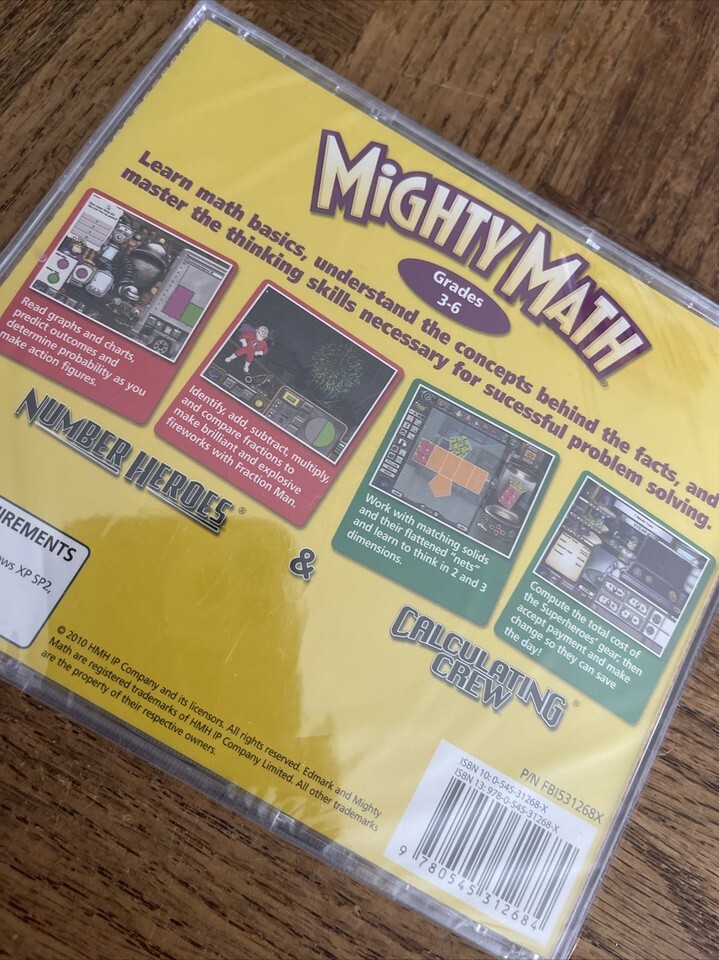 MIGHTY MATH
Grades
3-6
Learn math basics, understand the concepts behind the facts, and
master the thinking skills necessary for sucessful problem solving.
Read graphs and charts,
predict outcomes and
determine probability as you
make action figures.
Identify, add, subtract, multiply,
and compare fractions to
make brilliant and explosive
fireworks with Fraction Man.
NUMBER HEROES®
&
Work with matching solids
and their flattened "nets"
and learn to think in 2 and 3
dimensions.
Compute the total cost of
the Superheroes' gear, then
accept payment and make
change so they can save
the day!
CALCULATING
CREW®
UIREMENTS
ows XP SP2,
© 2010 HMH IP Company and its licensors. All rights reserved. Edmark and Mighty
Math are registered trademarks of HMH IP Company Limited. All other trademarks
are the property of their respective owners.
P/N FBI531268X
ISBN 10: 0-545-31268-X
ISBN 13: 978-0-545-31268-X
9 780545 312684